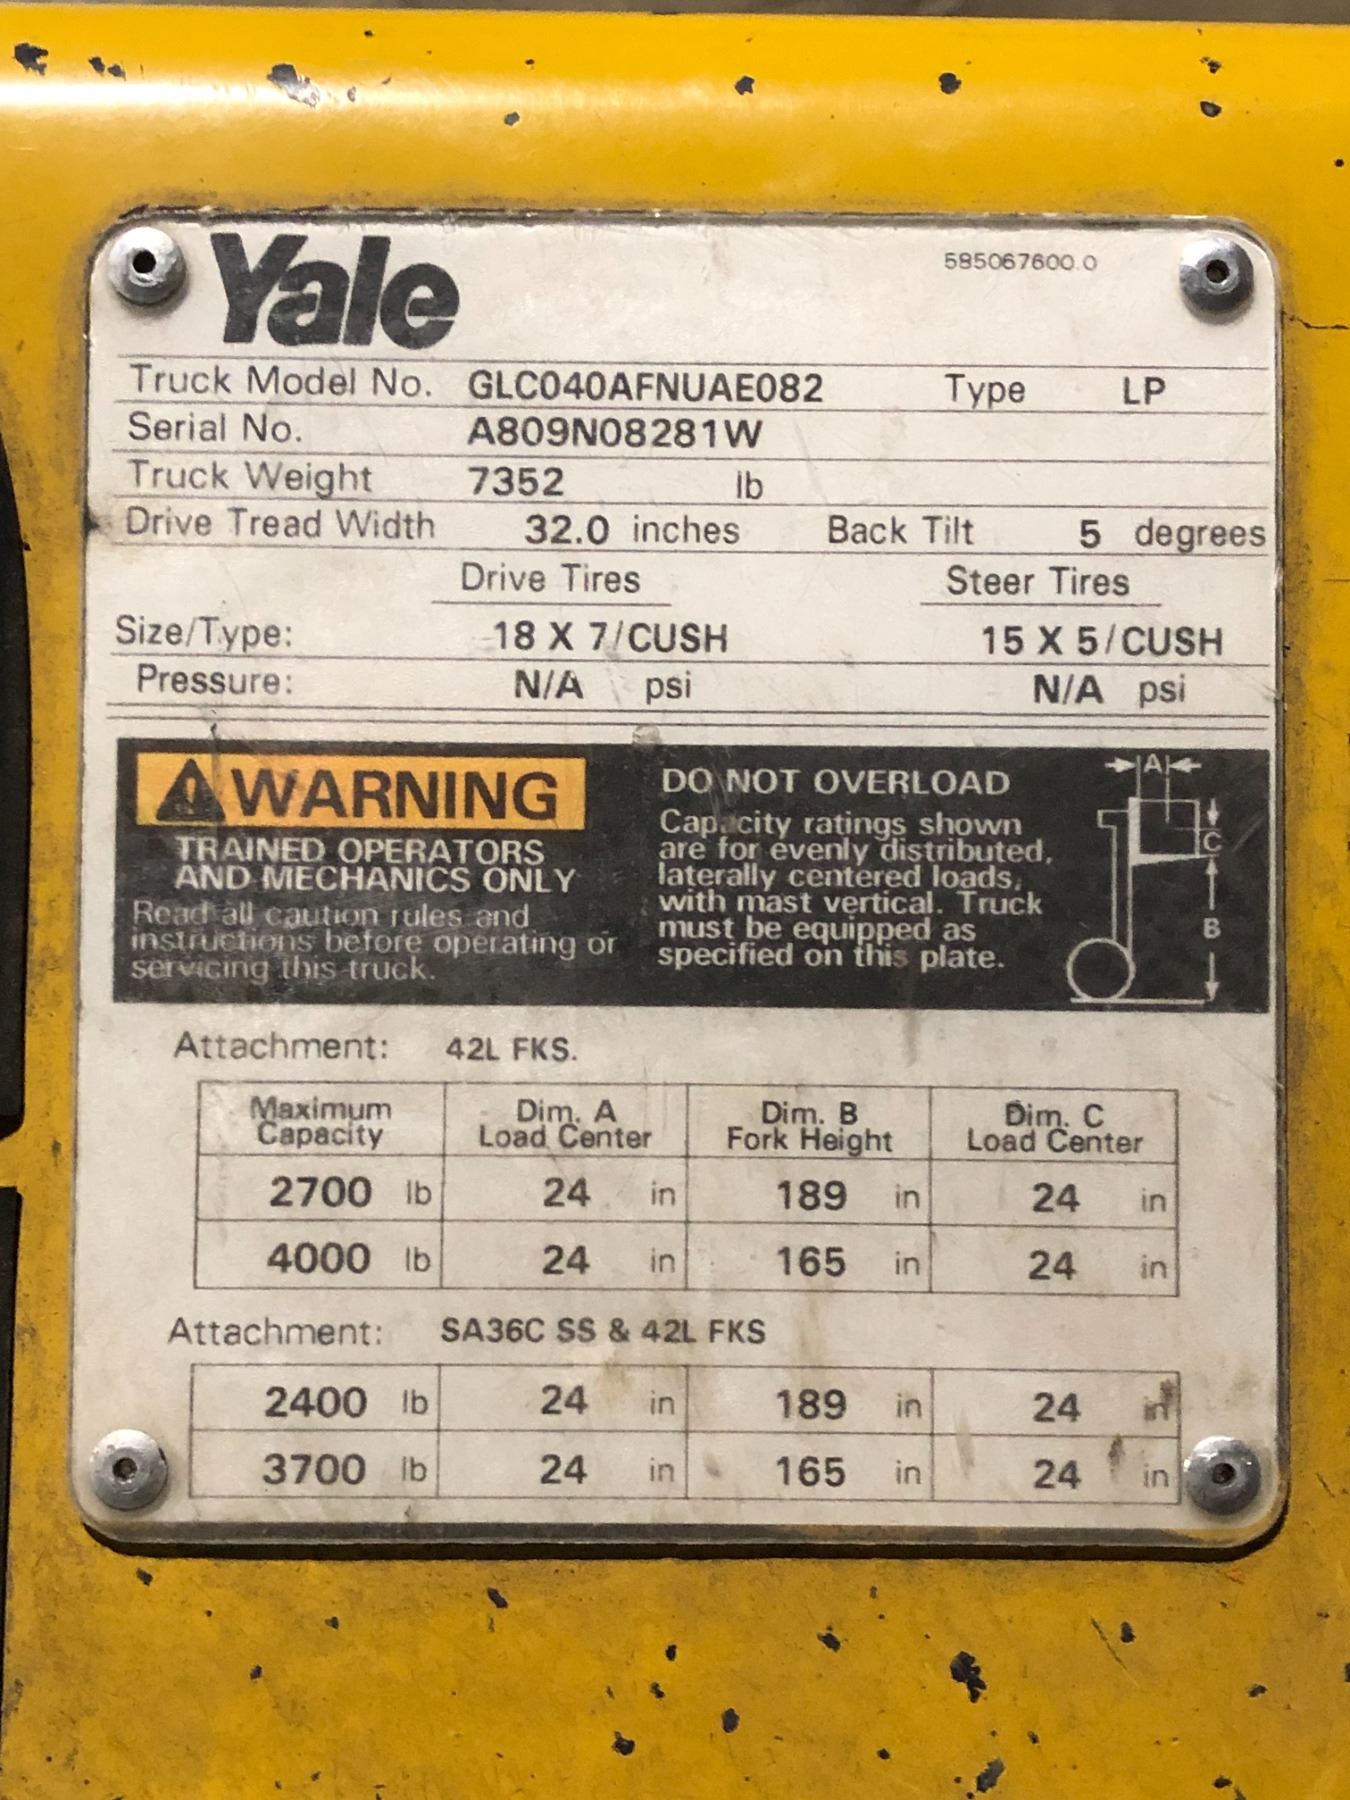 Yale
585067600.0
Truck Model No. GLC040AFNUAE082 Type LP
Serial No. A809N08281W
Truck Weight 7352 lb
Drive Tread Width 32.0 inches Back Tilt 5 degrees
Drive Tires Steer Tires
Size/Type: 18 X 7/CUSH 15 X 5/CUSH
Pressure: N/A psi N/A psi
WARNING
TRAINED OPERATORS
AND MECHANICS ONLY
Read all caution rules and
instructions before operating or
servicing this truck.
DO NOT OVERLOAD
Capacity ratings shown
are for evenly distributed,
laterally centered loads,
with mast vertical. Truck
must be equipped as
specified on this plate.
A
C
B
Attachment: 42L FKS.
Maximum Capacity Dim. A Load Center Dim. B Fork Height Dim. C Load Center
2700 lb 24 in 189 in 24 in
4000 lb 24 in 165 in 24 in
Attachment: SA36C SS & 42L FKS
2400 lb 24 in 189 in 24 in
3700 lb 24 in 165 in 24 in